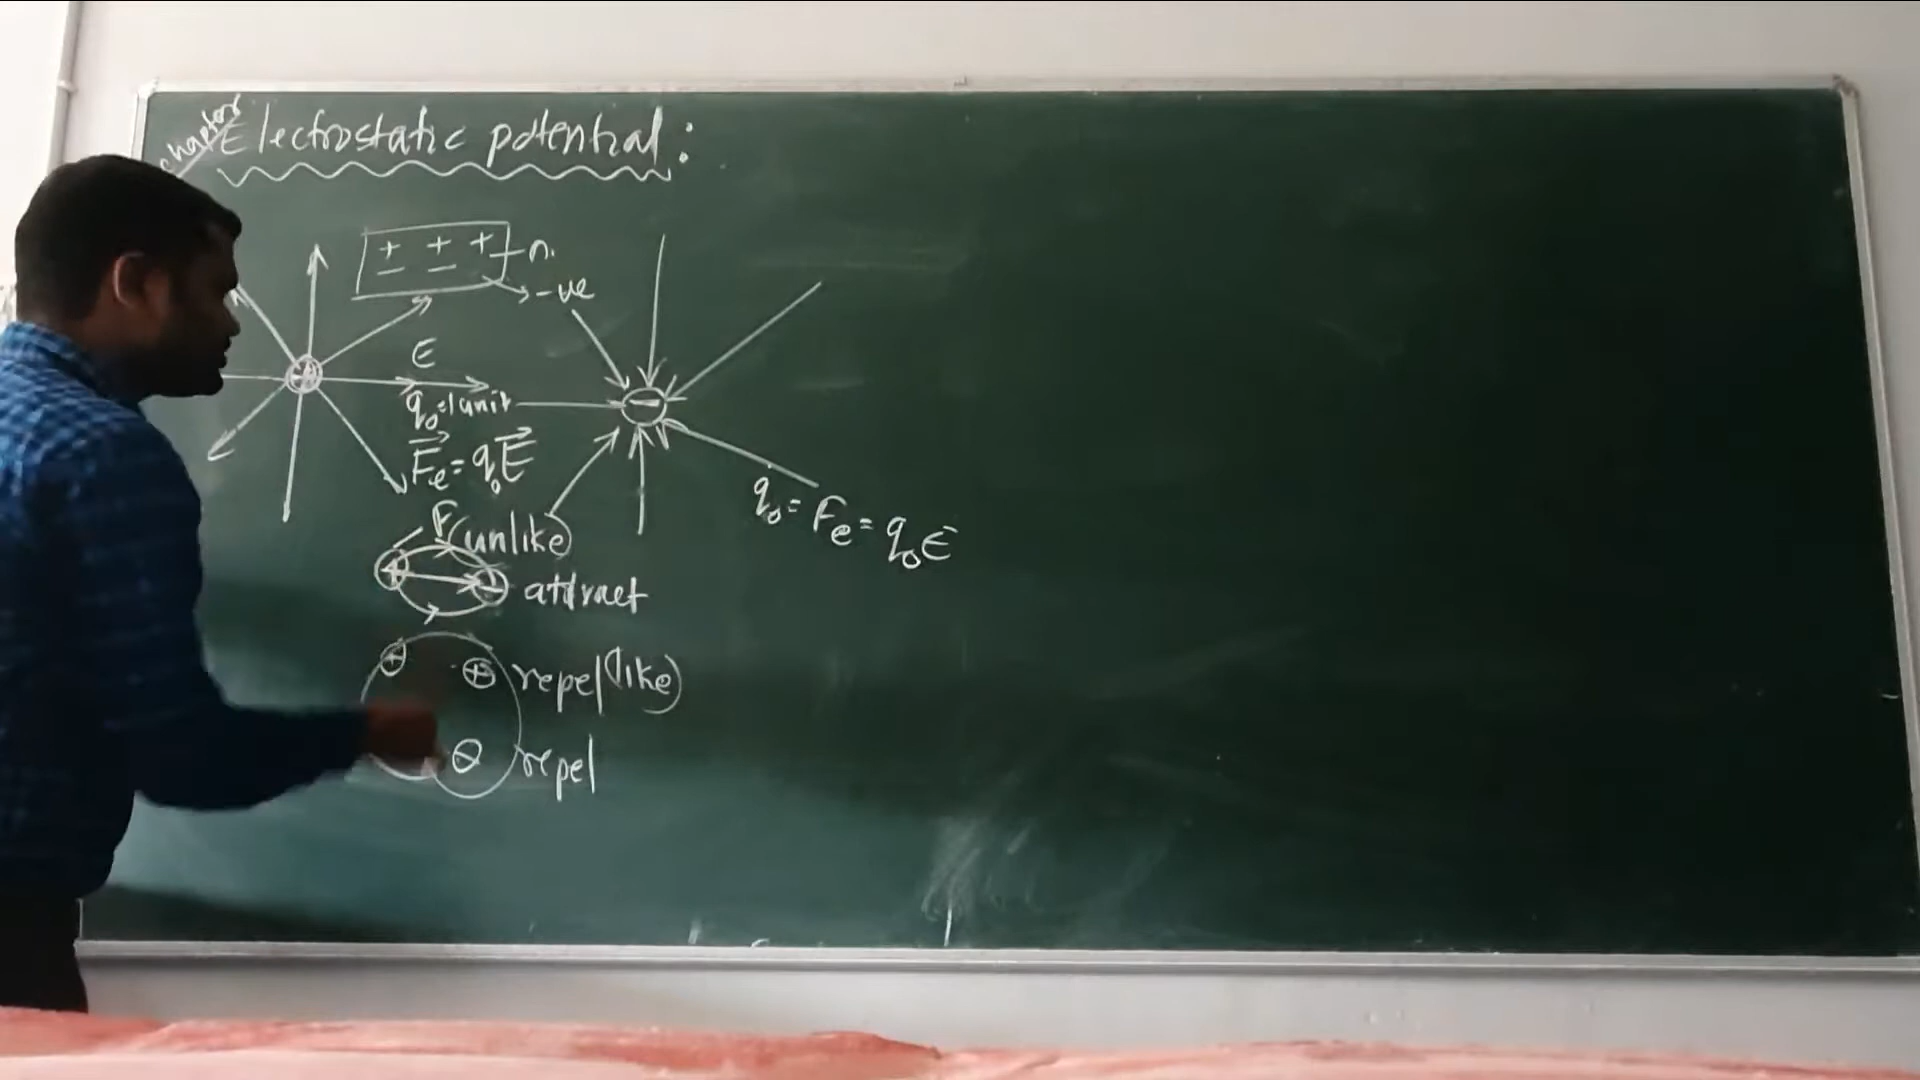 chapter
Electrostatic potential:
+ + +
- -
n.
-ve
E
q₀=1 unit
Fₑ = q₀E
F (unlike)
+ - attract
+ + repel (like)
- repel
-
q₀ = Fₑ = q₀E